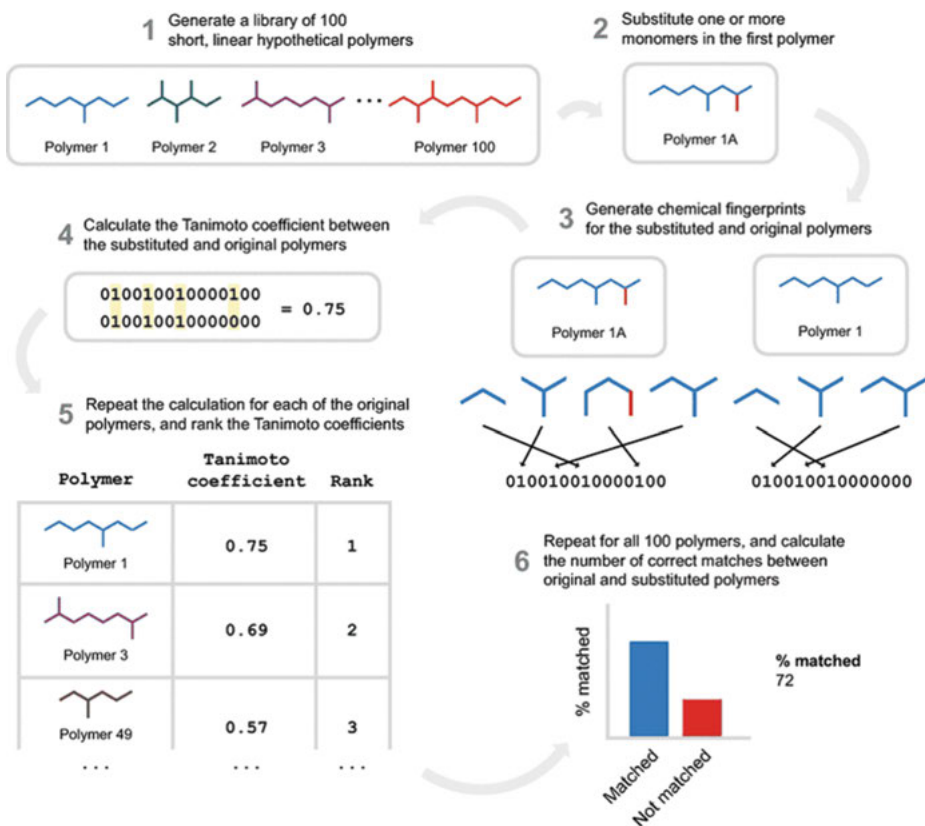 1 Generate a library of 100
short, linear hypothetical polymers
Polymer 1
Polymer 2
Polymer 3
...
Polymer 100
2 Substitute one or more
monomers in the first polymer
Polymer 1A
3 Generate chemical fingerprints
for the substituted and original polymers
Polymer 1A
Polymer 1
010010010000100
010010010000000
4 Calculate the Tanimoto coefficient between
the substituted and original polymers
010010010000100
010010010000000
= 0.75
5 Repeat the calculation for each of the original
polymers, and rank the Tanimoto coefficients
Polymer
Tanimoto
coefficient
Rank
Polymer 1
0.75
1
Polymer 3
0.69
2
Polymer 49
0.57
3
...
...
...
6 Repeat for all 100 polymers, and calculate
the number of correct matches between
original and substituted polymers
% matched
Matched
Not matched
% matched
72